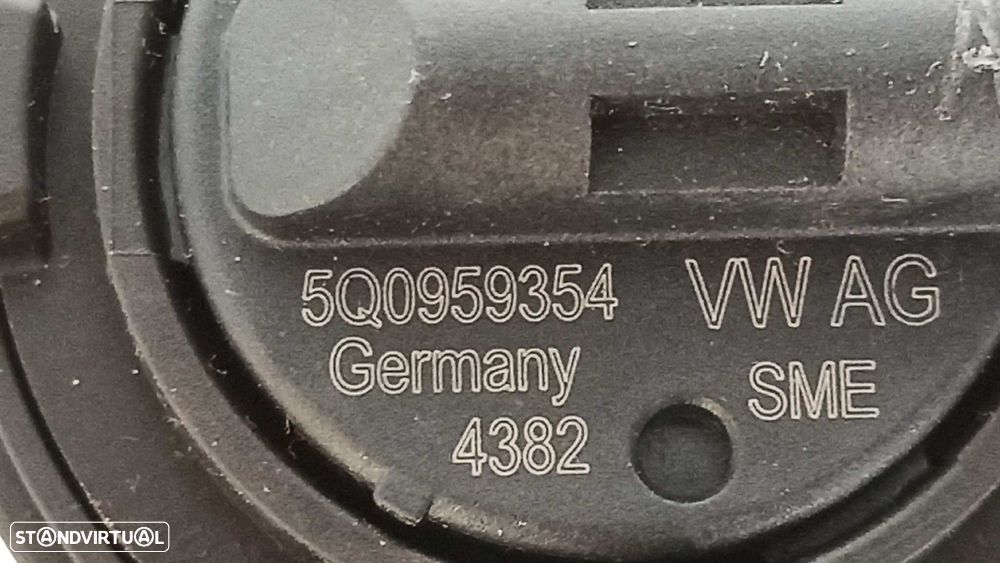 5Q0959354 VW AG
Germany SME
4382
STANDVIRTUAL